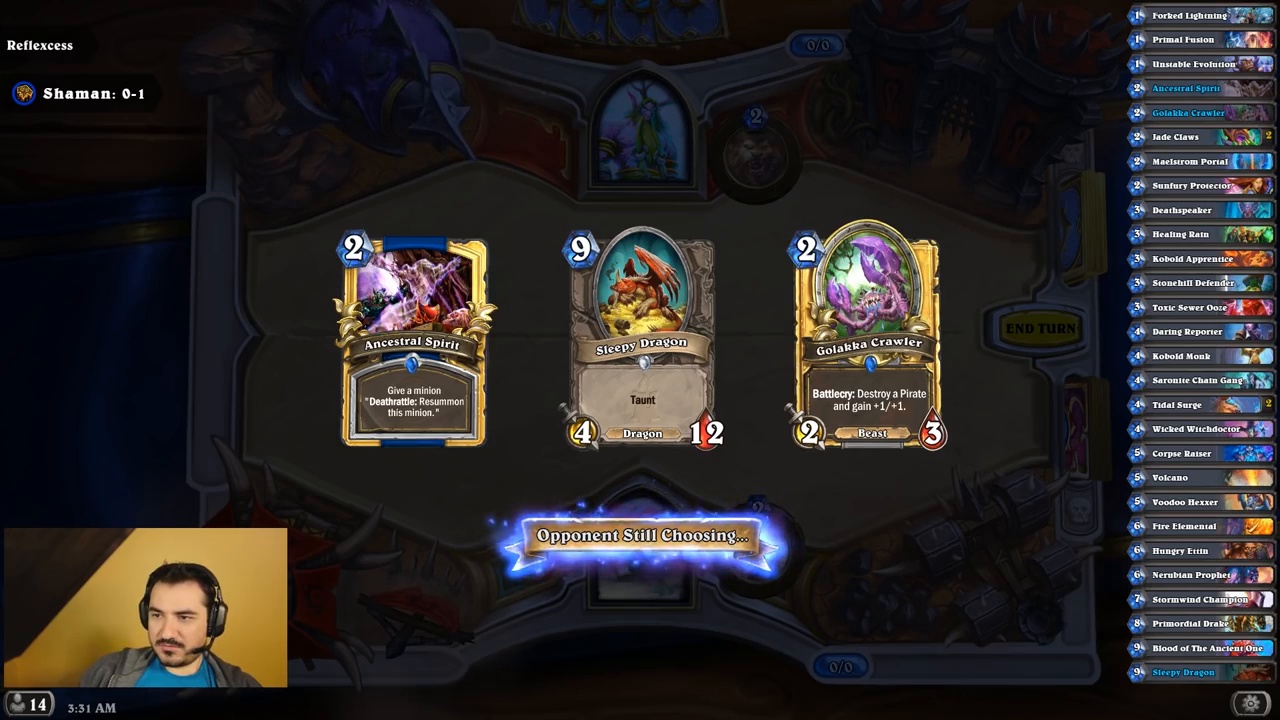 Reflexcess
Shaman: 0-1
0/0
2
2
Ancestral Spirit
Give a minion
"Deathrattle: Resummon
this minion."
9
Sleepy Dragon
Taunt
4
Dragon
12
2
Golakka Crawler
Battlecry: Destroy a Pirate
and gain +1/+1.
2
Beast
3
END TURN
Opponent Still Choosing...
0/0
14
3:31 AM
1 Forked Lightning
1 Primal Fusion
1 Unstable Evolution
2 Ancestral Spirit
2 Golakka Crawler
2 Jade Claws 2
2 Maelstrom Portal
2 Sunfury Protector
3 Deathspeaker
3 Healing Rain
3 Kobold Apprentice
3 Stonehill Defender
3 Toxic Sewer Ooze
4 Daring Reporter
4 Kobold Monk
4 Saronite Chain Gang
4 Tidal Surge 2
4 Wicked Witchdoctor
5 Corpse Raiser
5 Volcano
5 Voodoo Hexxer
6 Fire Elemental
6 Hungry Ettin
6 Nerubian Prophet
7 Stormwind Champion
8 Primordial Drake
9 Blood of The Ancient One
9 Sleepy Dragon